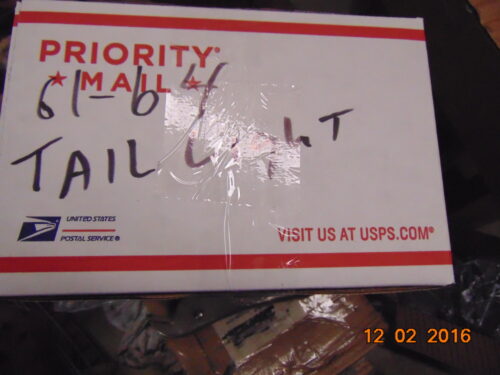 PRIORITY®
★ MAIL ★
61-64
TAIL LIGHT
UNITED STATES
POSTAL SERVICE®
VISIT US AT USPS.COM®
12 02 2016